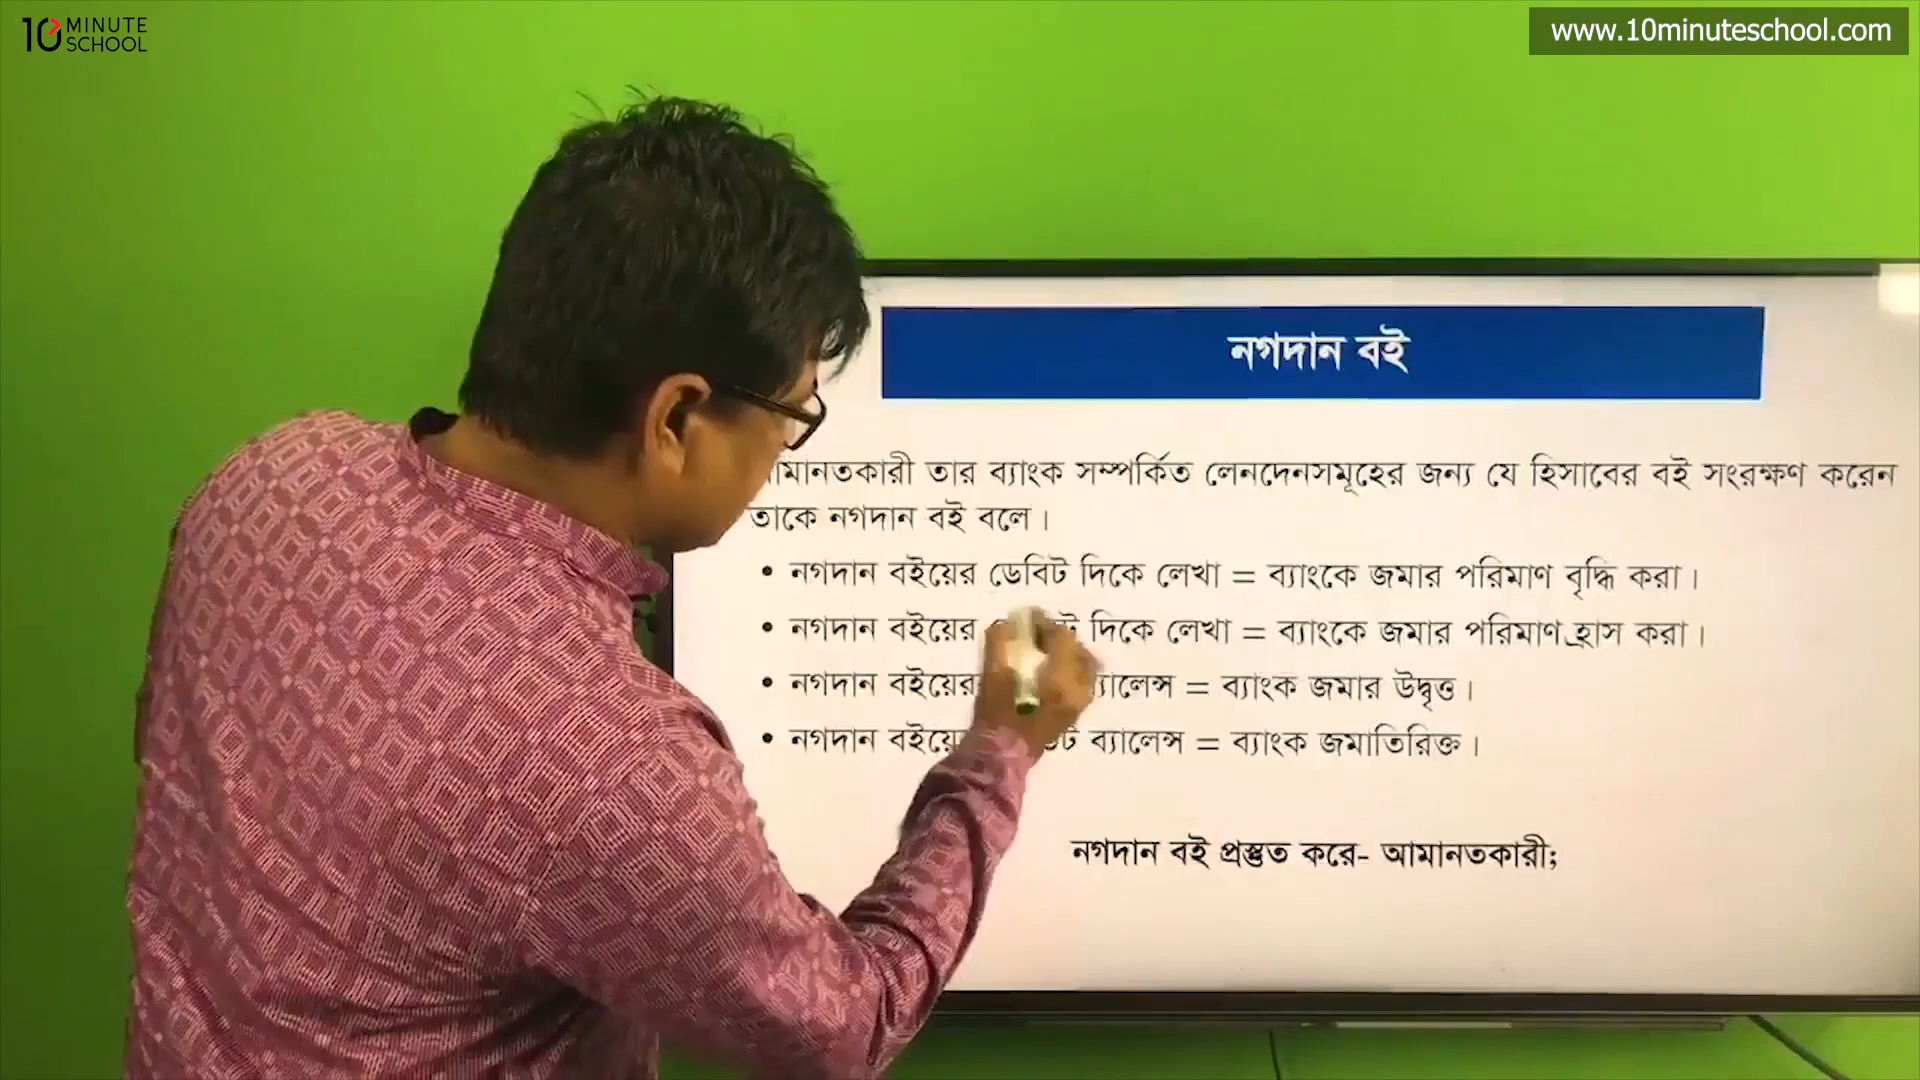 10 MINUTE
SCHOOL
www.10minuteschool.com
নগদান বই
আমানতকারী তার ব্যাংক সম্পর্কিত লেনদেনসমূহের জন্য যে হিসাবের বই সংরক্ষণ করেন
তাকে নগদান বই বলে।
• নগদান বইয়ের ডেবিট দিকে লেখা = ব্যাংকে জমার পরিমাণ বৃদ্ধি করা।
• নগদান বইয়ের দিকে লেখা = ব্যাংকে জমার পরিমাণ হ্রাস করা।
• নগদান বইয়ের ব্যালেন্স = ব্যাংক জমার উদ্বৃত্ত।
• নগদান বইয়ের ব্যালেন্স = ব্যাংক জমাতিরিক্ত।
নগদান বই প্রস্তুত করে- আমানতকারী;